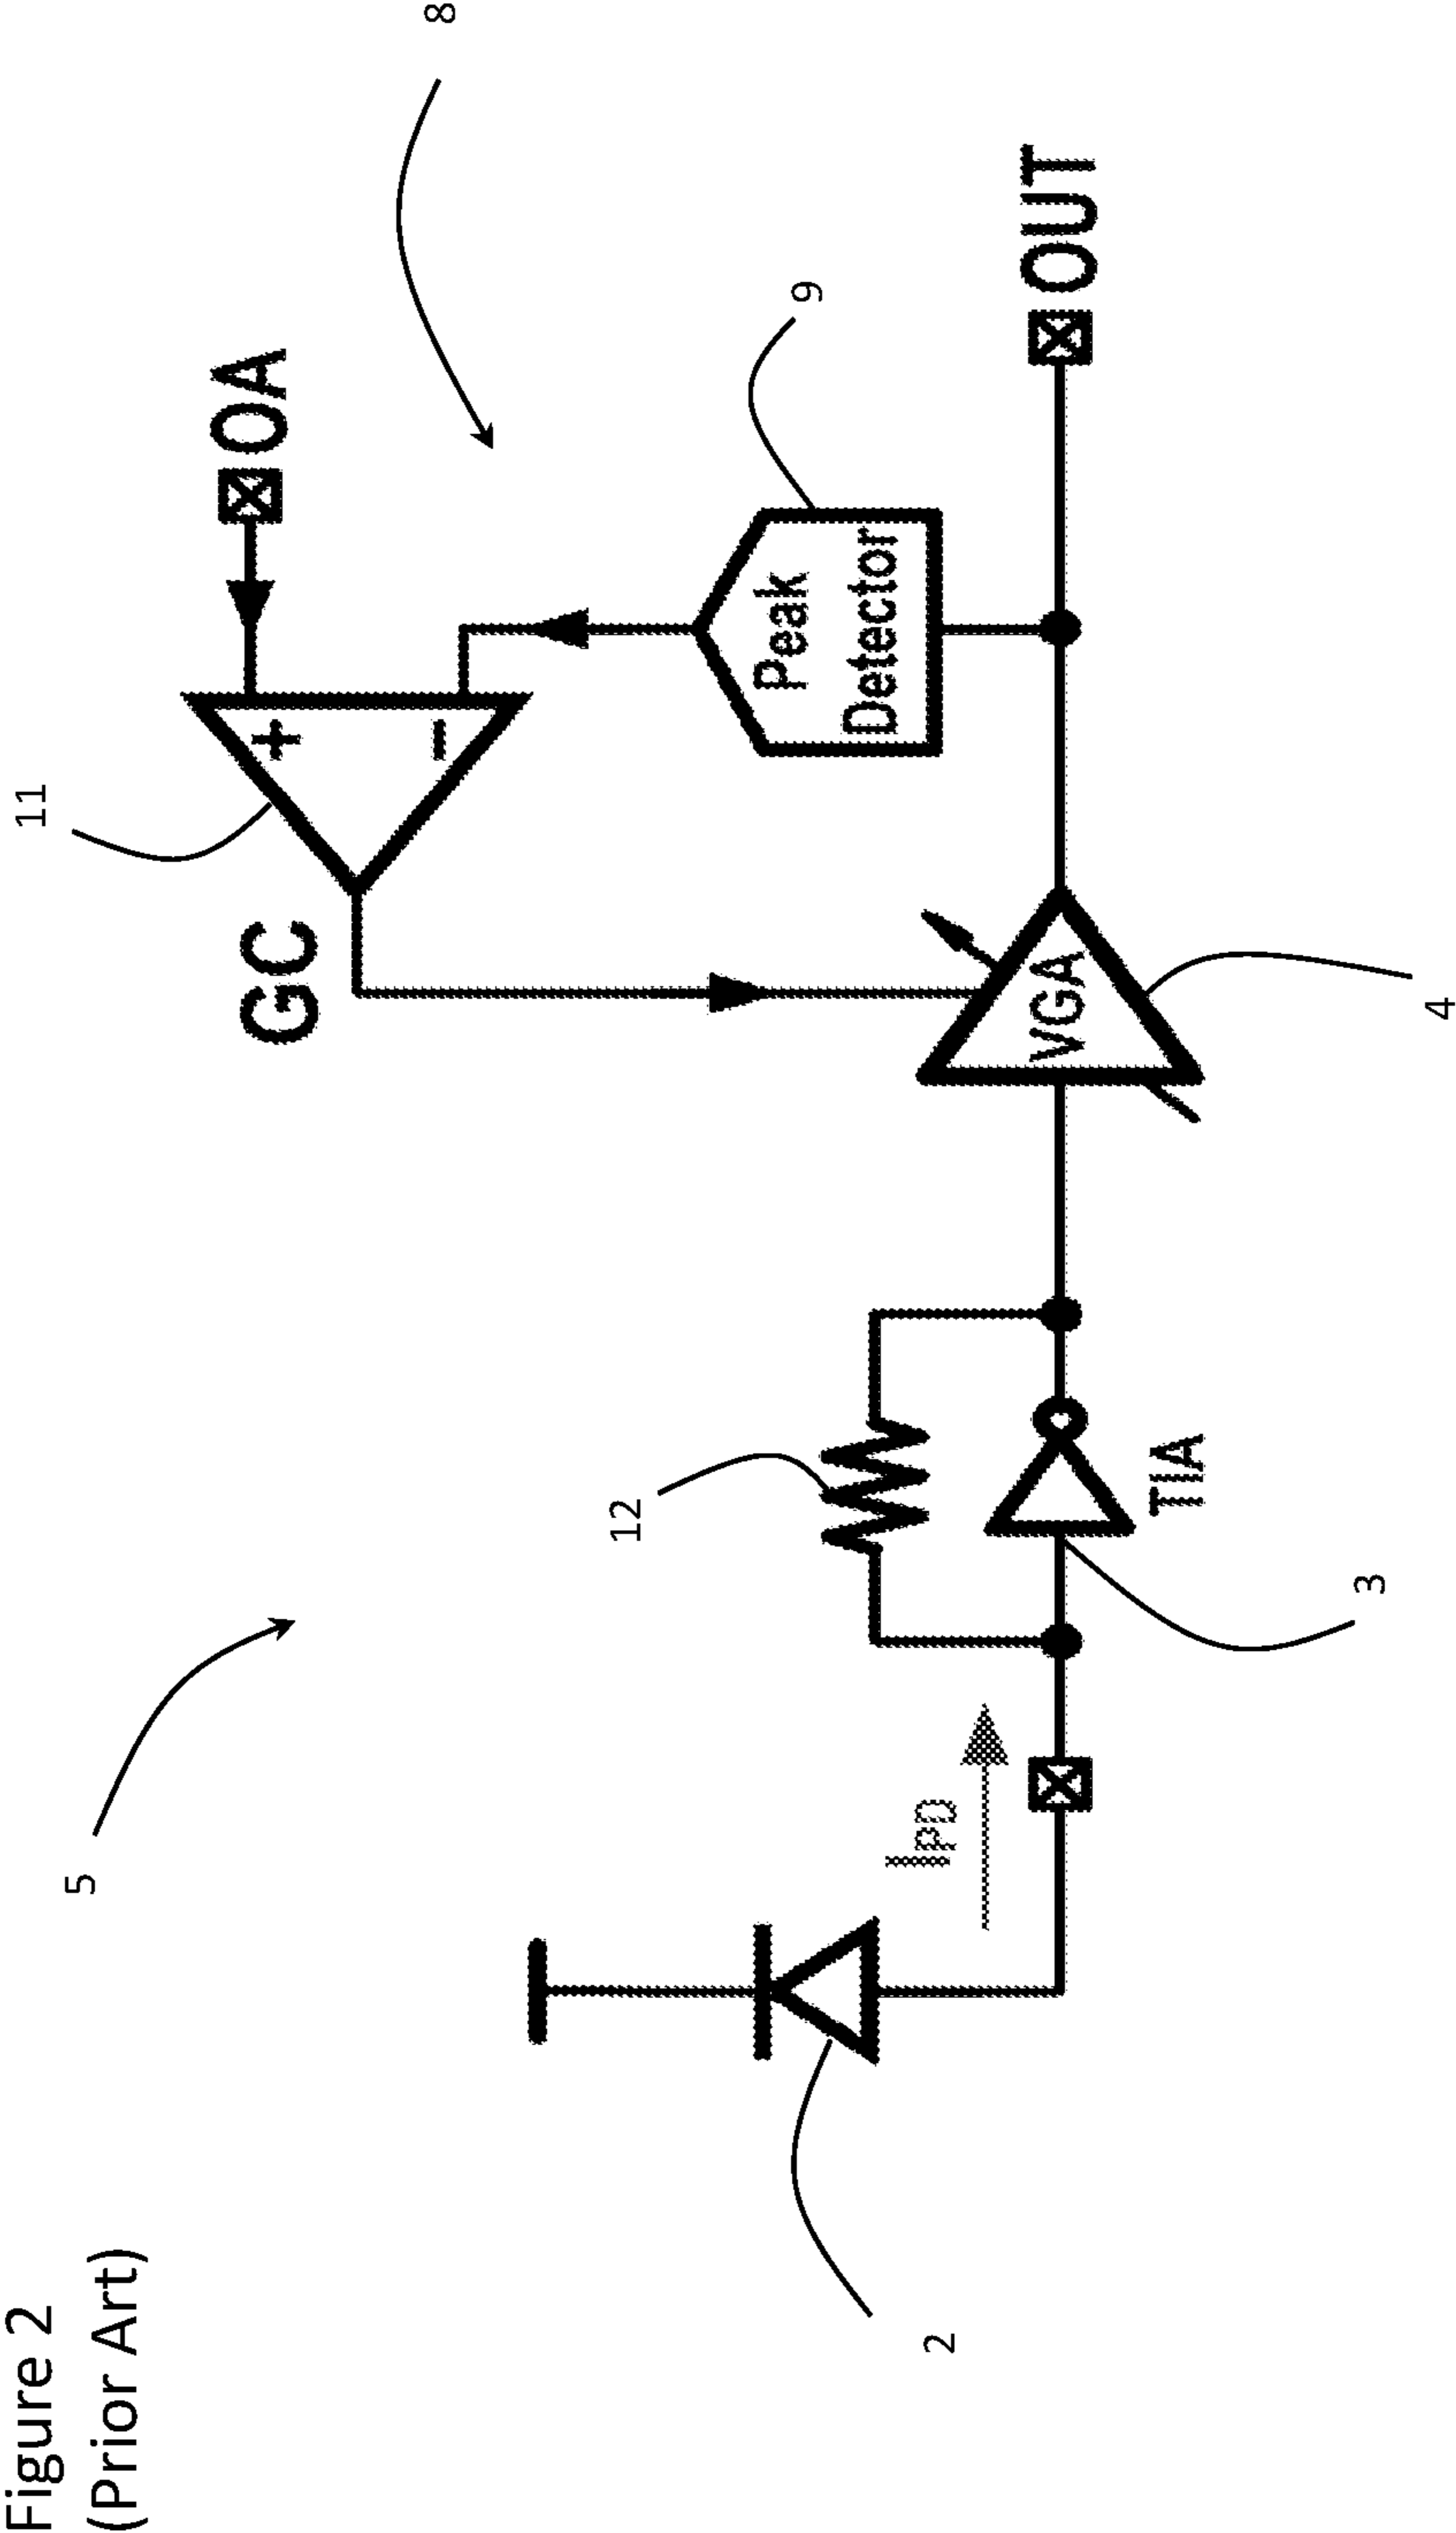 Figure 2
(Prior Art)
5
11
GC
+
−
OA
8
9
Peak
Detector
2
IPD
12
TIA
3
VGA
4
OUT